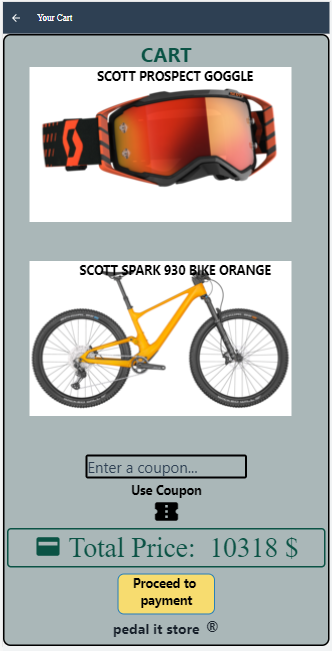 Your Cart
CART
SCOTT PROSPECT GOGGLE
SCOTT SPARK 930 BIKE ORANGE
Enter a coupon...
Use Coupon
Total Price: 10318 $
Proceed to
payment
pedal it store ®